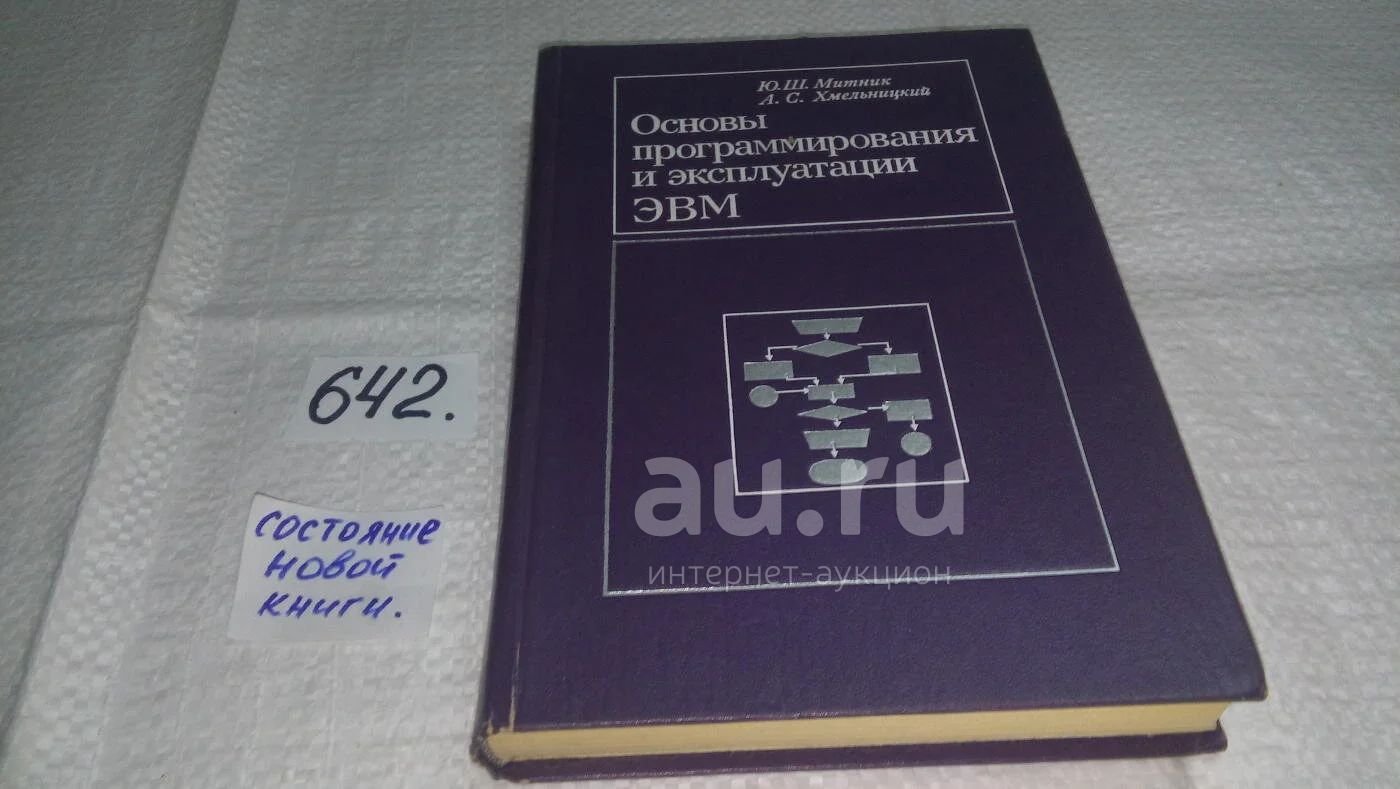 Ю.Ш. Митник
А. С. Хмельницкий
Основы
программирования
и эксплуатации
ЭВМ
642.
состояние
новой
книги.
au.ru
интернет-аукцион